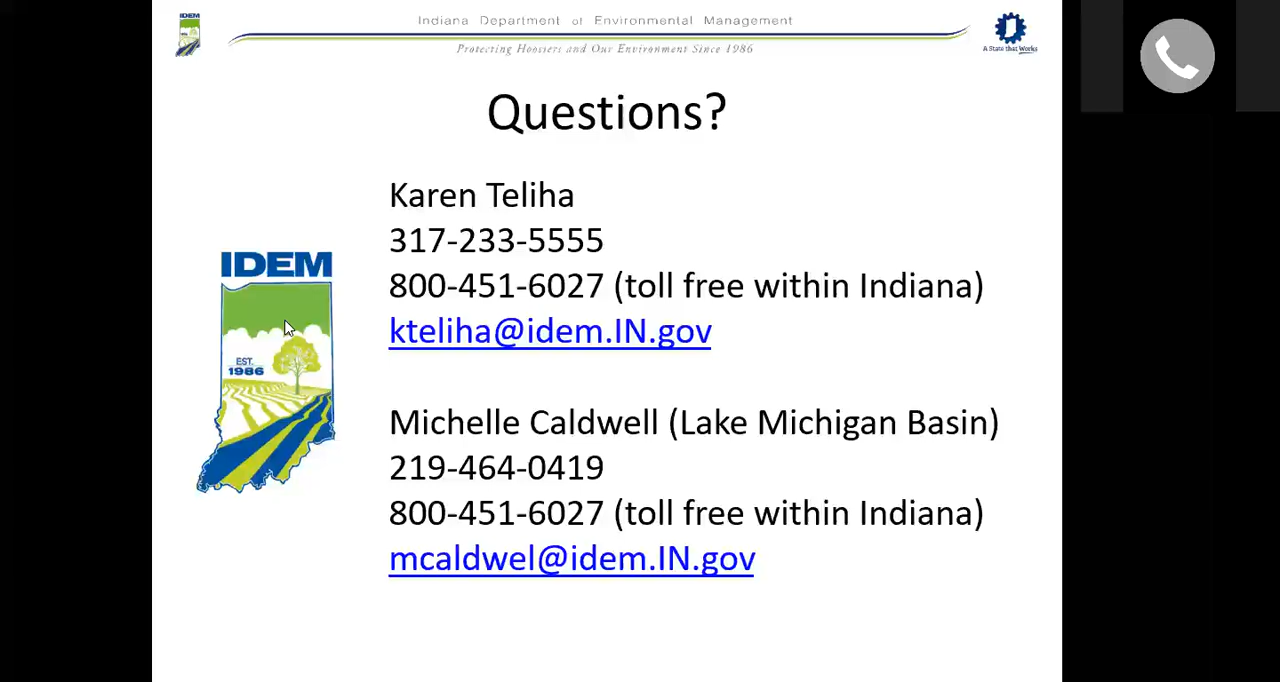 IDEM
Indiana Department of Environmental Management
Protecting Hoosiers and Our Environment Since 1986
A State that Works
Questions?
Karen Teliha
317-233-5555
800-451-6027 (toll free within Indiana)
kteliha@idem.IN.gov
IDEM
EST.
1986
Michelle Caldwell (Lake Michigan Basin)
219-464-0419
800-451-6027 (toll free within Indiana)
mcaldwel@idem.IN.gov